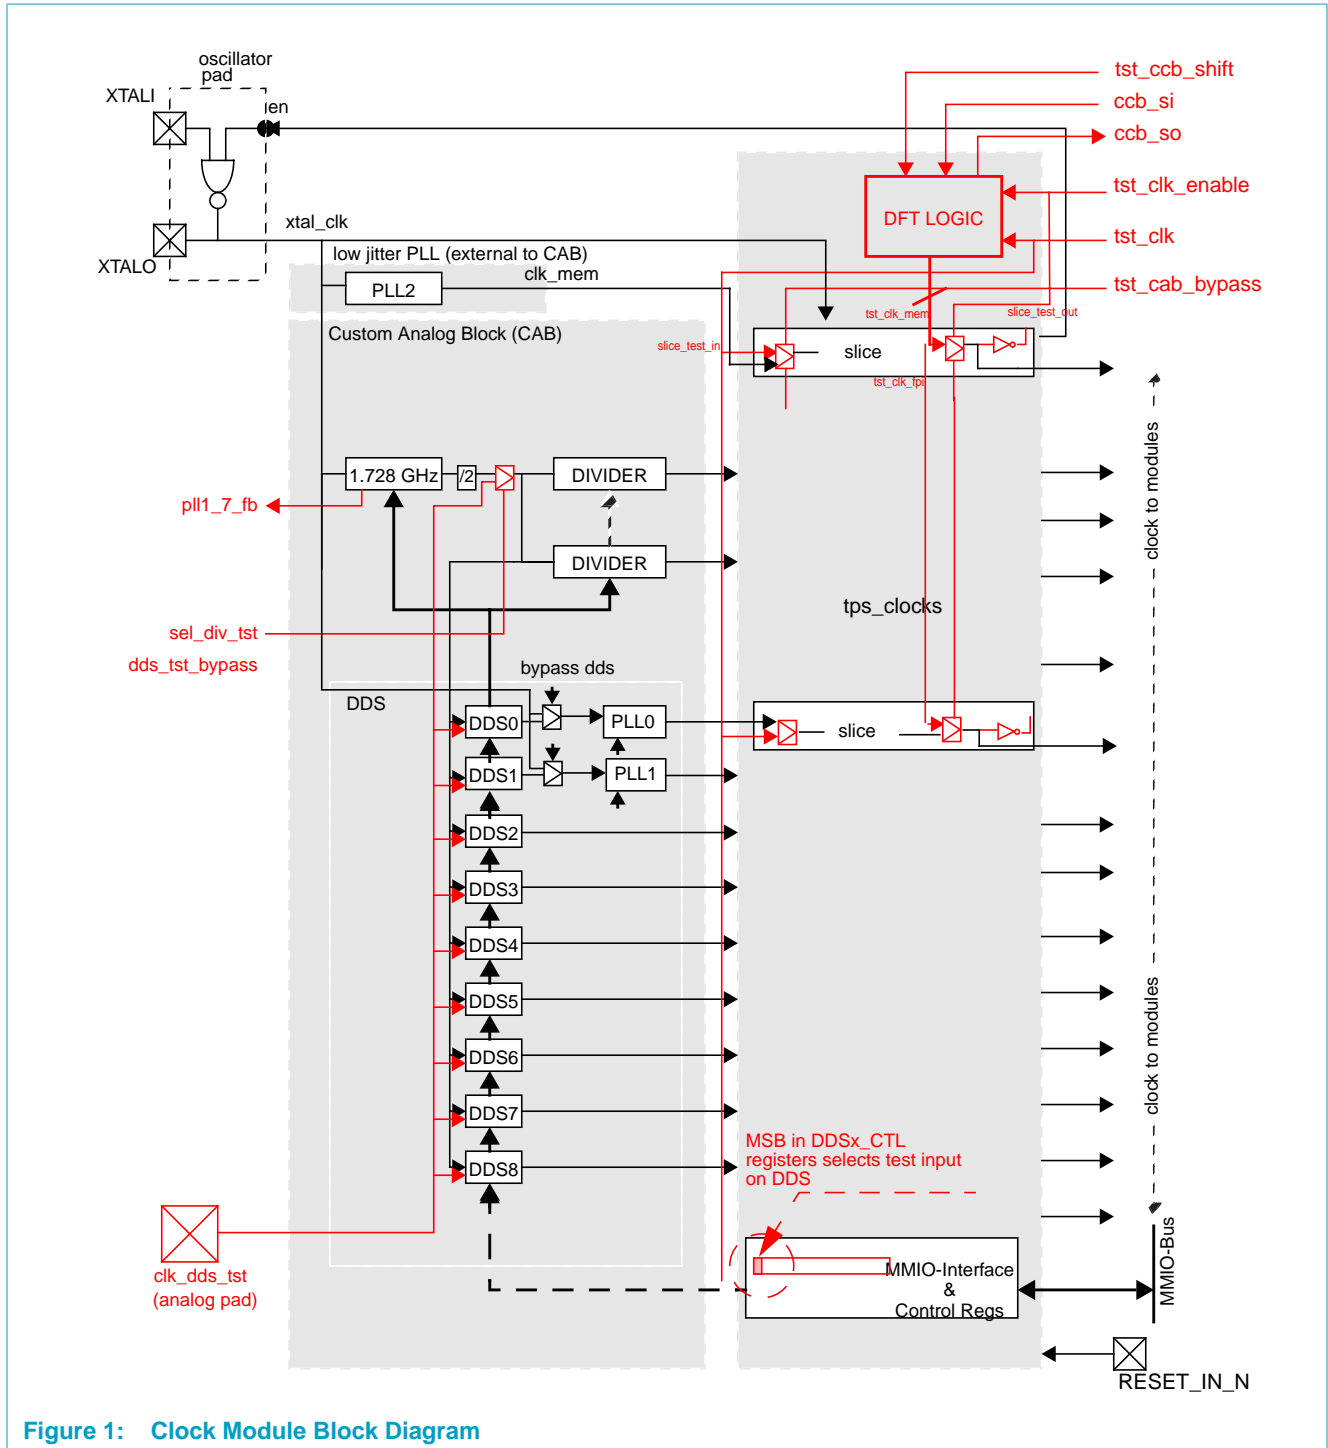 oscillator
pad
XTALI
en
tst_ccb_shift
ccb_si
ccb_so
tst_clk_enable
DFT LOGIC
tst_clk
xtal_clk
XTALO
low jitter PLL (external to CAB)
clk_mem
tst_cab_bypass
PLL2
tst_clk_mem
slice_test_out
Custom Analog Block (CAB)
slice_test_in
slice
tst_clk_fpi
clock to modules
1.728 GHz
/2
DIVIDER
pll1_7_fb
DIVIDER
tps_clocks
sel_div_tst
dds_tst_bypass
bypass dds
DDS
DDS0
PLL0
slice
DDS1
PLL1
DDS2
DDS3
DDS4
DDS5
clock to modules
DDS6
DDS7
MSB in DDSx_CTL
registers selects test input
on DDS
DDS8
MMIO-Bus
clk_dds_tst
(analog pad)
MMIO-Interface
&
Control Regs
RESET_IN_N
Figure 1: Clock Module Block Diagram